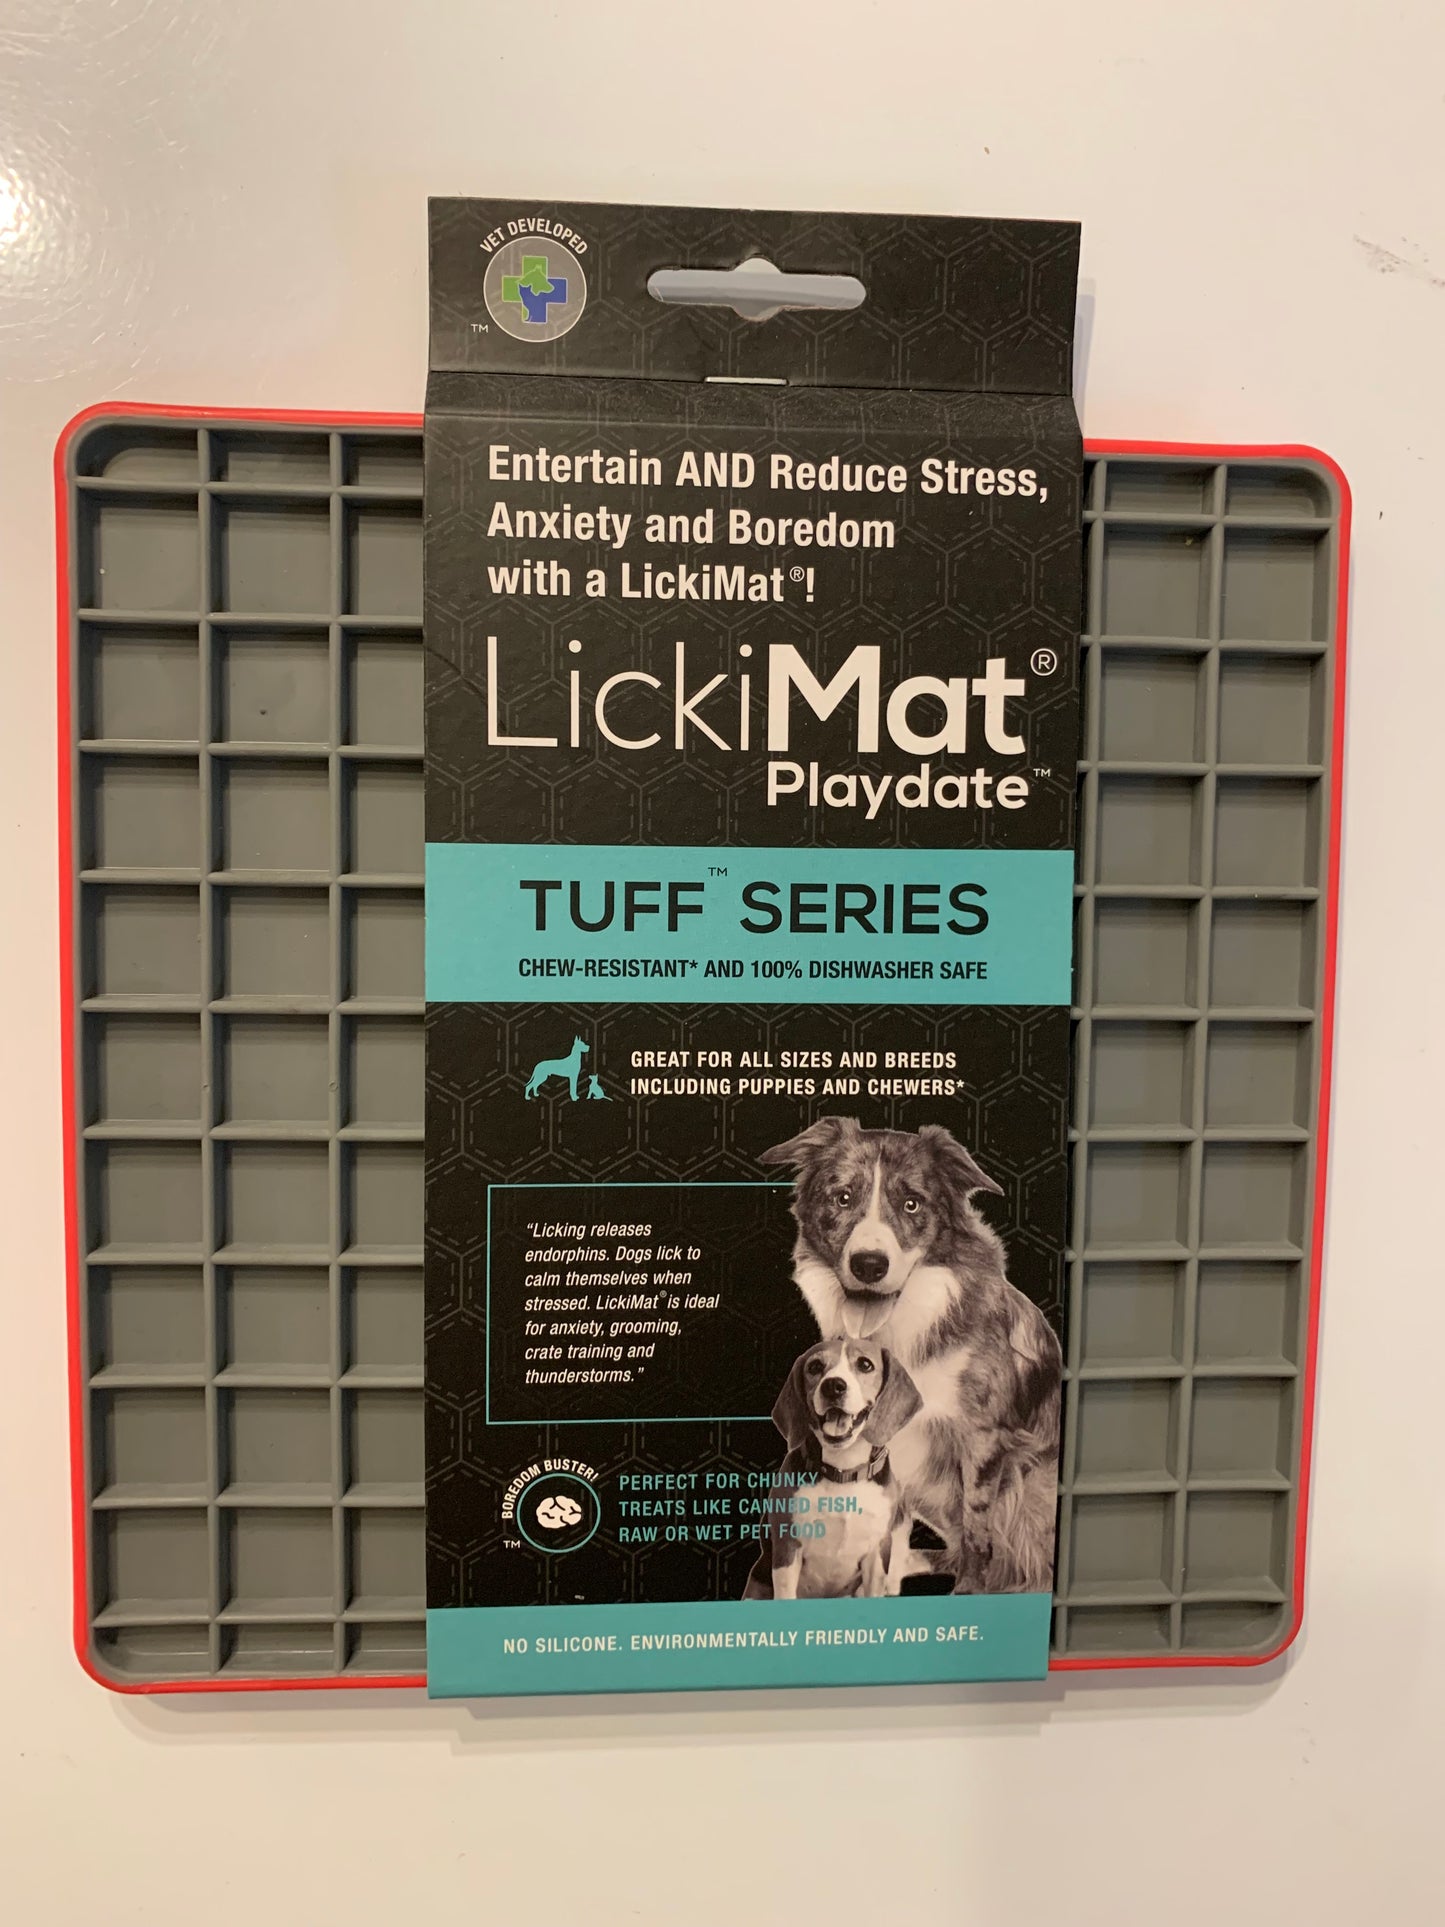 VET DEVELOPED
TM
Entertain AND Reduce Stress,
Anxiety and Boredom
with a LickiMat®!
LickiMat®
Playdate™
TUFF™ SERIES
CHEW-RESISTANT* AND 100% DISHWASHER SAFE
GREAT FOR ALL SIZES AND BREEDS
INCLUDING PUPPIES AND CHEWERS*
"Licking releases
endorphins. Dogs lick to
calm themselves when
stressed. LickiMat® is ideal
for anxiety, grooming,
crate training and
thunderstorms."
BOREDOM BUSTER!
TM
PERFECT FOR CHUNKY
TREATS LIKE CANNED FISH,
RAW OR WET PET FOOD
NO SILICONE. ENVIRONMENTALLY FRIENDLY AND SAFE.